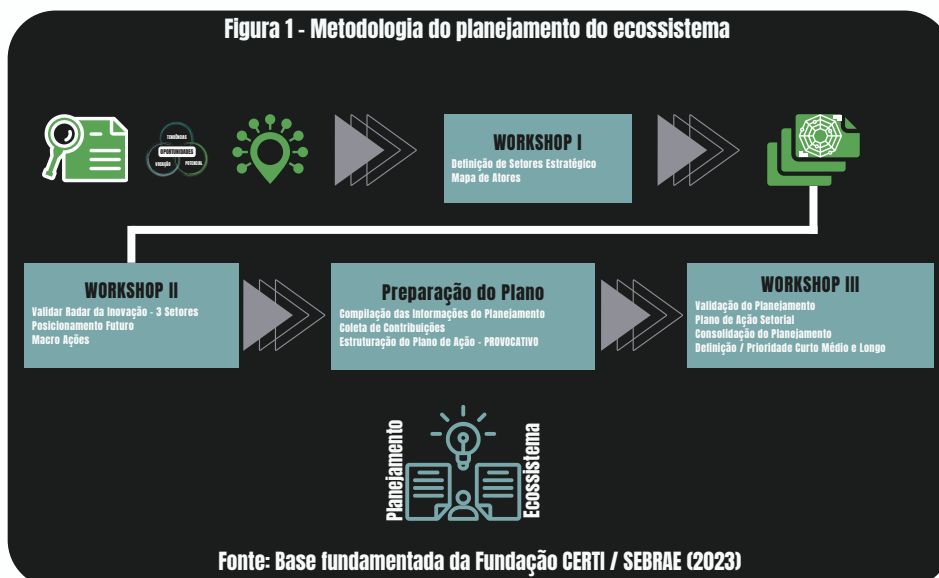 Figura 1 - Metodologia do planejamento do ecossistema
TENDÊNCIAS
OPORTUNIDADES
VOCAÇÃO
POTENCIAL
WORKSHOP I
Definição de Setores Estratégico
Mapa de Atores
WORKSHOP II
Validar Radar da Inovação - 3 Setores
Posicionamento Futuro
Macro Ações
Preparação do Plano
Compilação das Informações do Planejamento
Coleta de Contribuições
Estruturação do Plano de Ação - PROVOCATIVO
WORKSHOP III
Validação do Planejamento
Plano de Ação Setorial
Consolidação do Planejamento
Definição / Prioridade Curto Médio e Longo
Planejamento
Ecossistema
Fonte: Base fundamentada da Fundação CERTI / SEBRAE (2023)